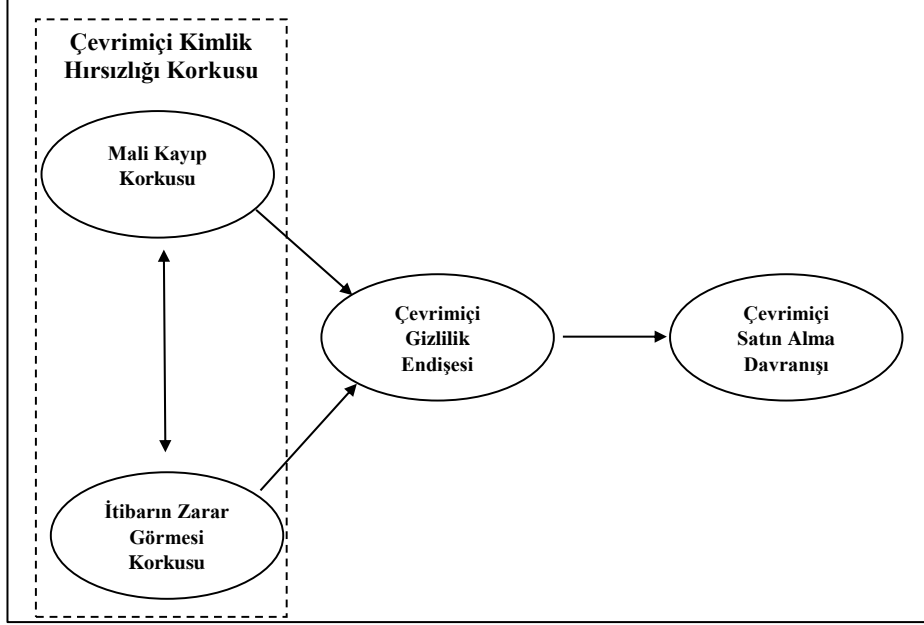 Çevrimiçi Kimlik
Hırsızlığı Korkusu
Mali Kayıp
Korkusu
Çevrimiçi
Gizlilik
Endişesi
Çevrimiçi
Satın Alma
Davranışı
İtibarın Zarar
Görmesi
Korkusu